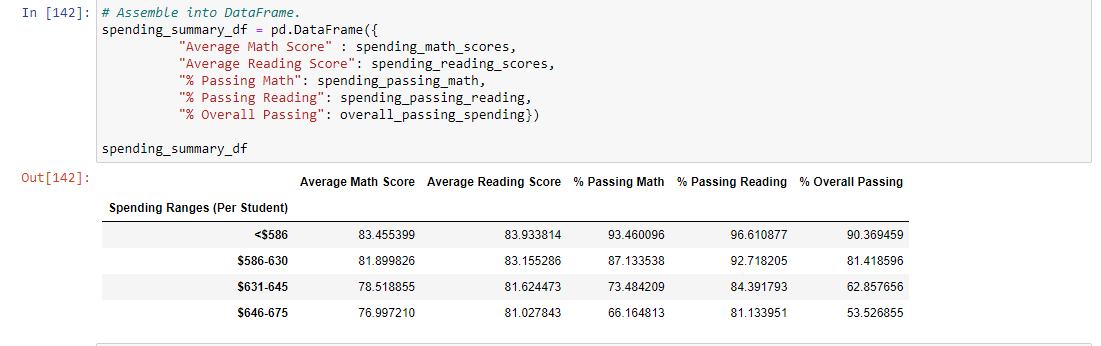 In [142]: # Assemble into DataFrame.
spending_summary_df = pd.DataFrame({
"Average Math Score" : spending_math_scores,
"Average Reading Score": spending_reading_scores,
"% Passing Math": spending_passing_math,
"% Passing Reading": spending_passing_reading,
"% Overall Passing": overall_passing_spending})
spending_summary_df
Out[142]:
Average Math Score Average Reading Score % Passing Math % Passing Reading % Overall Passing
Spending Ranges (Per Student)
<$586 83.455399 83.933814 93.460096 96.610877 90.369459
$586-630 81.899826 83.155286 87.133538 92.718205 81.418596
$631-645 78.518855 81.624473 73.484209 84.391793 62.857656
$646-675 76.997210 81.027843 66.164813 81.133951 53.526855